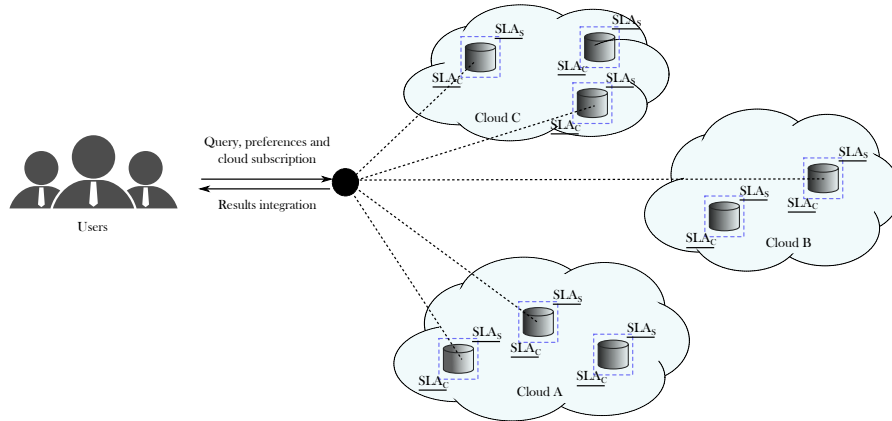 SLAS
SLAS
SLAC
SLAC
SLAS
Cloud C
SLAC
Query, preferences and
cloud subscription
Results integration
Users
SLAS
SLAS
SLAC
SLAC
Cloud B
SLAS
SLAS
SLAS
SLAC
SLAC
SLAC
Cloud A